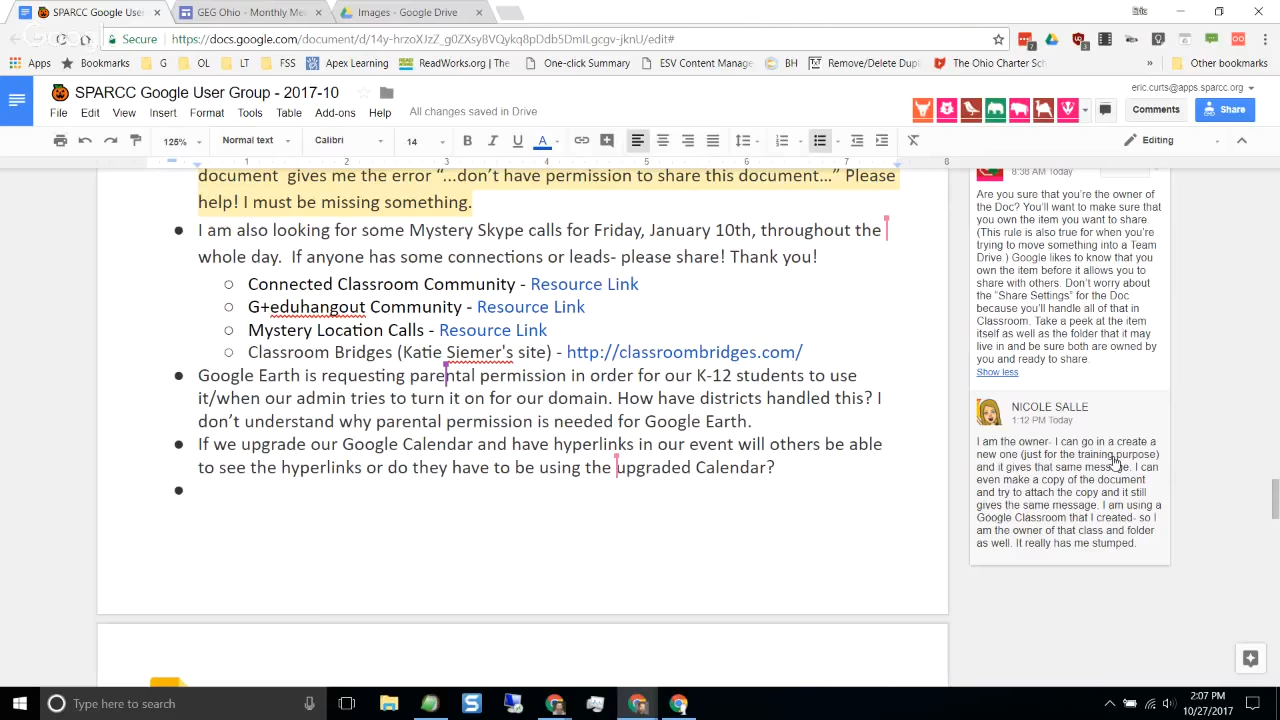 SPARCC Google Use
GEG Ohio - Monthly Me
Images - Google Drive
Secure
https://docs.google.com/document/d/14y-hrzoXJzZ_g0ZXsyBVQykq8pDdb5DmlLgcgv-jknU/edit#
Apps
Bookmarks
G
OL
LT
FSS
Apex Learning
ReadWorks.org | The
One-click Summary
ESV Content Manage
BH
Remove/Delete Dupl
The Ohio Charter Sch
»
Other bookmarks
SPARCC Google User Group - 2017-10
eric.curts@apps.sparcc.org
File Edit View Insert Format Tools Table Add-ons Help
All changes saved in Drive
Comments
Share
125%
Normal text
Calibri
14
B I U A
Editing
1 2 3 4 5 6 7 8
document gives me the error “...don’t have permission to share this document...” Please
help! I must be missing something.
● I am also looking for some Mystery Skype calls for Friday, January 10th, throughout the
whole day. If anyone has some connections or leads- please share! Thank you!
○ Connected Classroom Community - Resource Link
○ G+eduhangout Community - Resource Link
○ Mystery Location Calls - Resource Link
○ Classroom Bridges (Katie Siemer's site) - http://classroombridges.com/
● Google Earth is requesting parental permission in order for our K-12 students to use
it/when our admin tries to turn it on for our domain. How have districts handled this? I
don’t understand why parental permission is needed for Google Earth.
● If we upgrade our Google Calendar and have hyperlinks in our event will others be able
to see the hyperlinks or do they have to be using the upgraded Calendar?
●
8:38 AM Today
Are you sure that you're the owner of
the Doc? You'll want to make sure that
you own the item you want to share
(This rule is also true for when you're
trying to move something into a Team
Drive.) Google likes to know that you
own the item before it allows you to
share with others. Don't worry about
the "Share Settings" for the Doc
because you'll handle all of that in
Classroom. Take a peek at the item
itself as well as the folder that it may
live in and be sure both are owned by
you and ready to share.
Show less
NICOLE SALLE
1:12 PM Today
I am the owner- I can go in a create a
new one (just for the training purpose)
and it gives that same message. I can
even make a copy of the document
and try to attach the copy and it still
gives the same message. I am using a
Google Classroom that I created- so I
am the owner of that class and folder
as well. It really has me stumped.
Type here to search
2:07 PM
10/27/2017